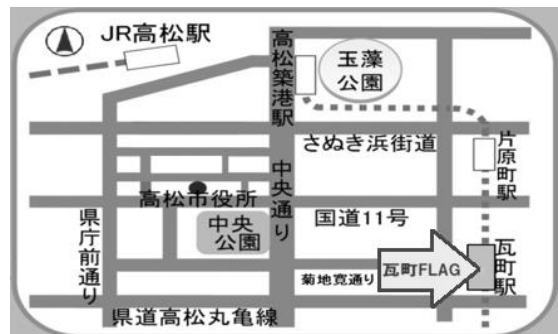 JR高松駅
高松築港駅
玉藻
公園
さぬき浜街道
片原町駅
中央通り
高松市役所
中央
公園
国道11号
県庁前通り
菊地寛通り
瓦町FLAG
瓦町駅
県道高松丸亀線